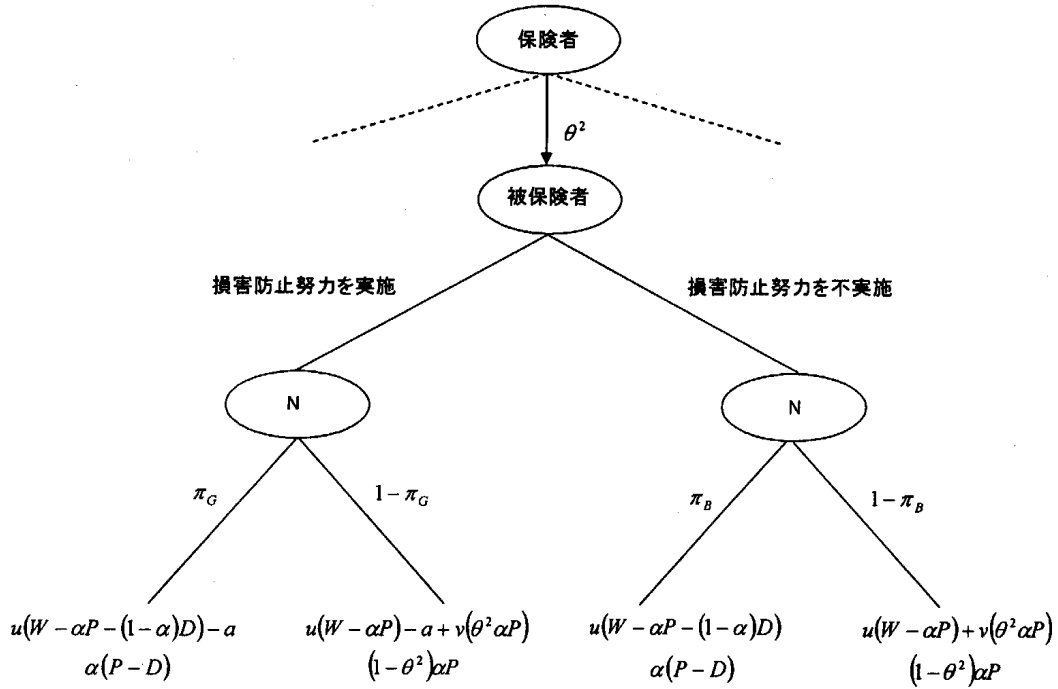 保険者
θ²
被保険者
損害防止努力を実施
損害防止努力を不実施
N
N
π_G
1 − π_G
π_B
1 − π_B
u(W − αP − (1 − α)D) − a
α(P − D)
u(W − αP) − a + v(θ²αP)
(1 − θ²)αP
u(W − αP − (1 − α)D)
α(P − D)
u(W − αP) + v(θ²αP)
(1 − θ²)αP